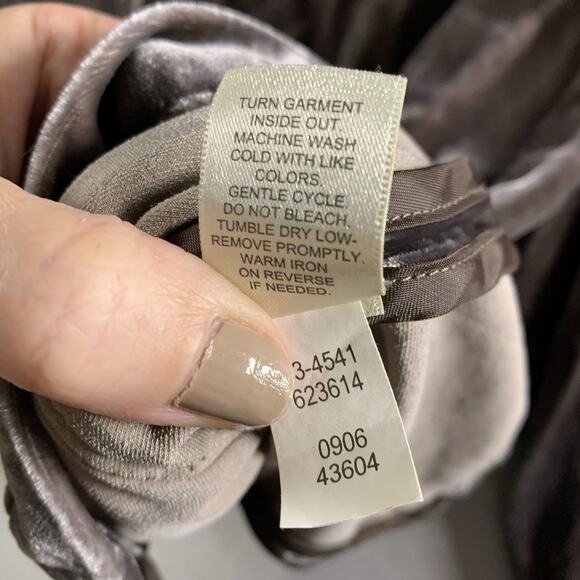 TURN GARMENT
INSIDE OUT
MACHINE WASH
COLD WITH LIKE
COLORS.
GENTLE CYCLE
DO NOT BLEACH.
TUMBLE DRY LOW-
REMOVE PROMPTLY.
WARM IRON
ON REVERSE
IF NEEDED.
3-4541
623614
0906
43604